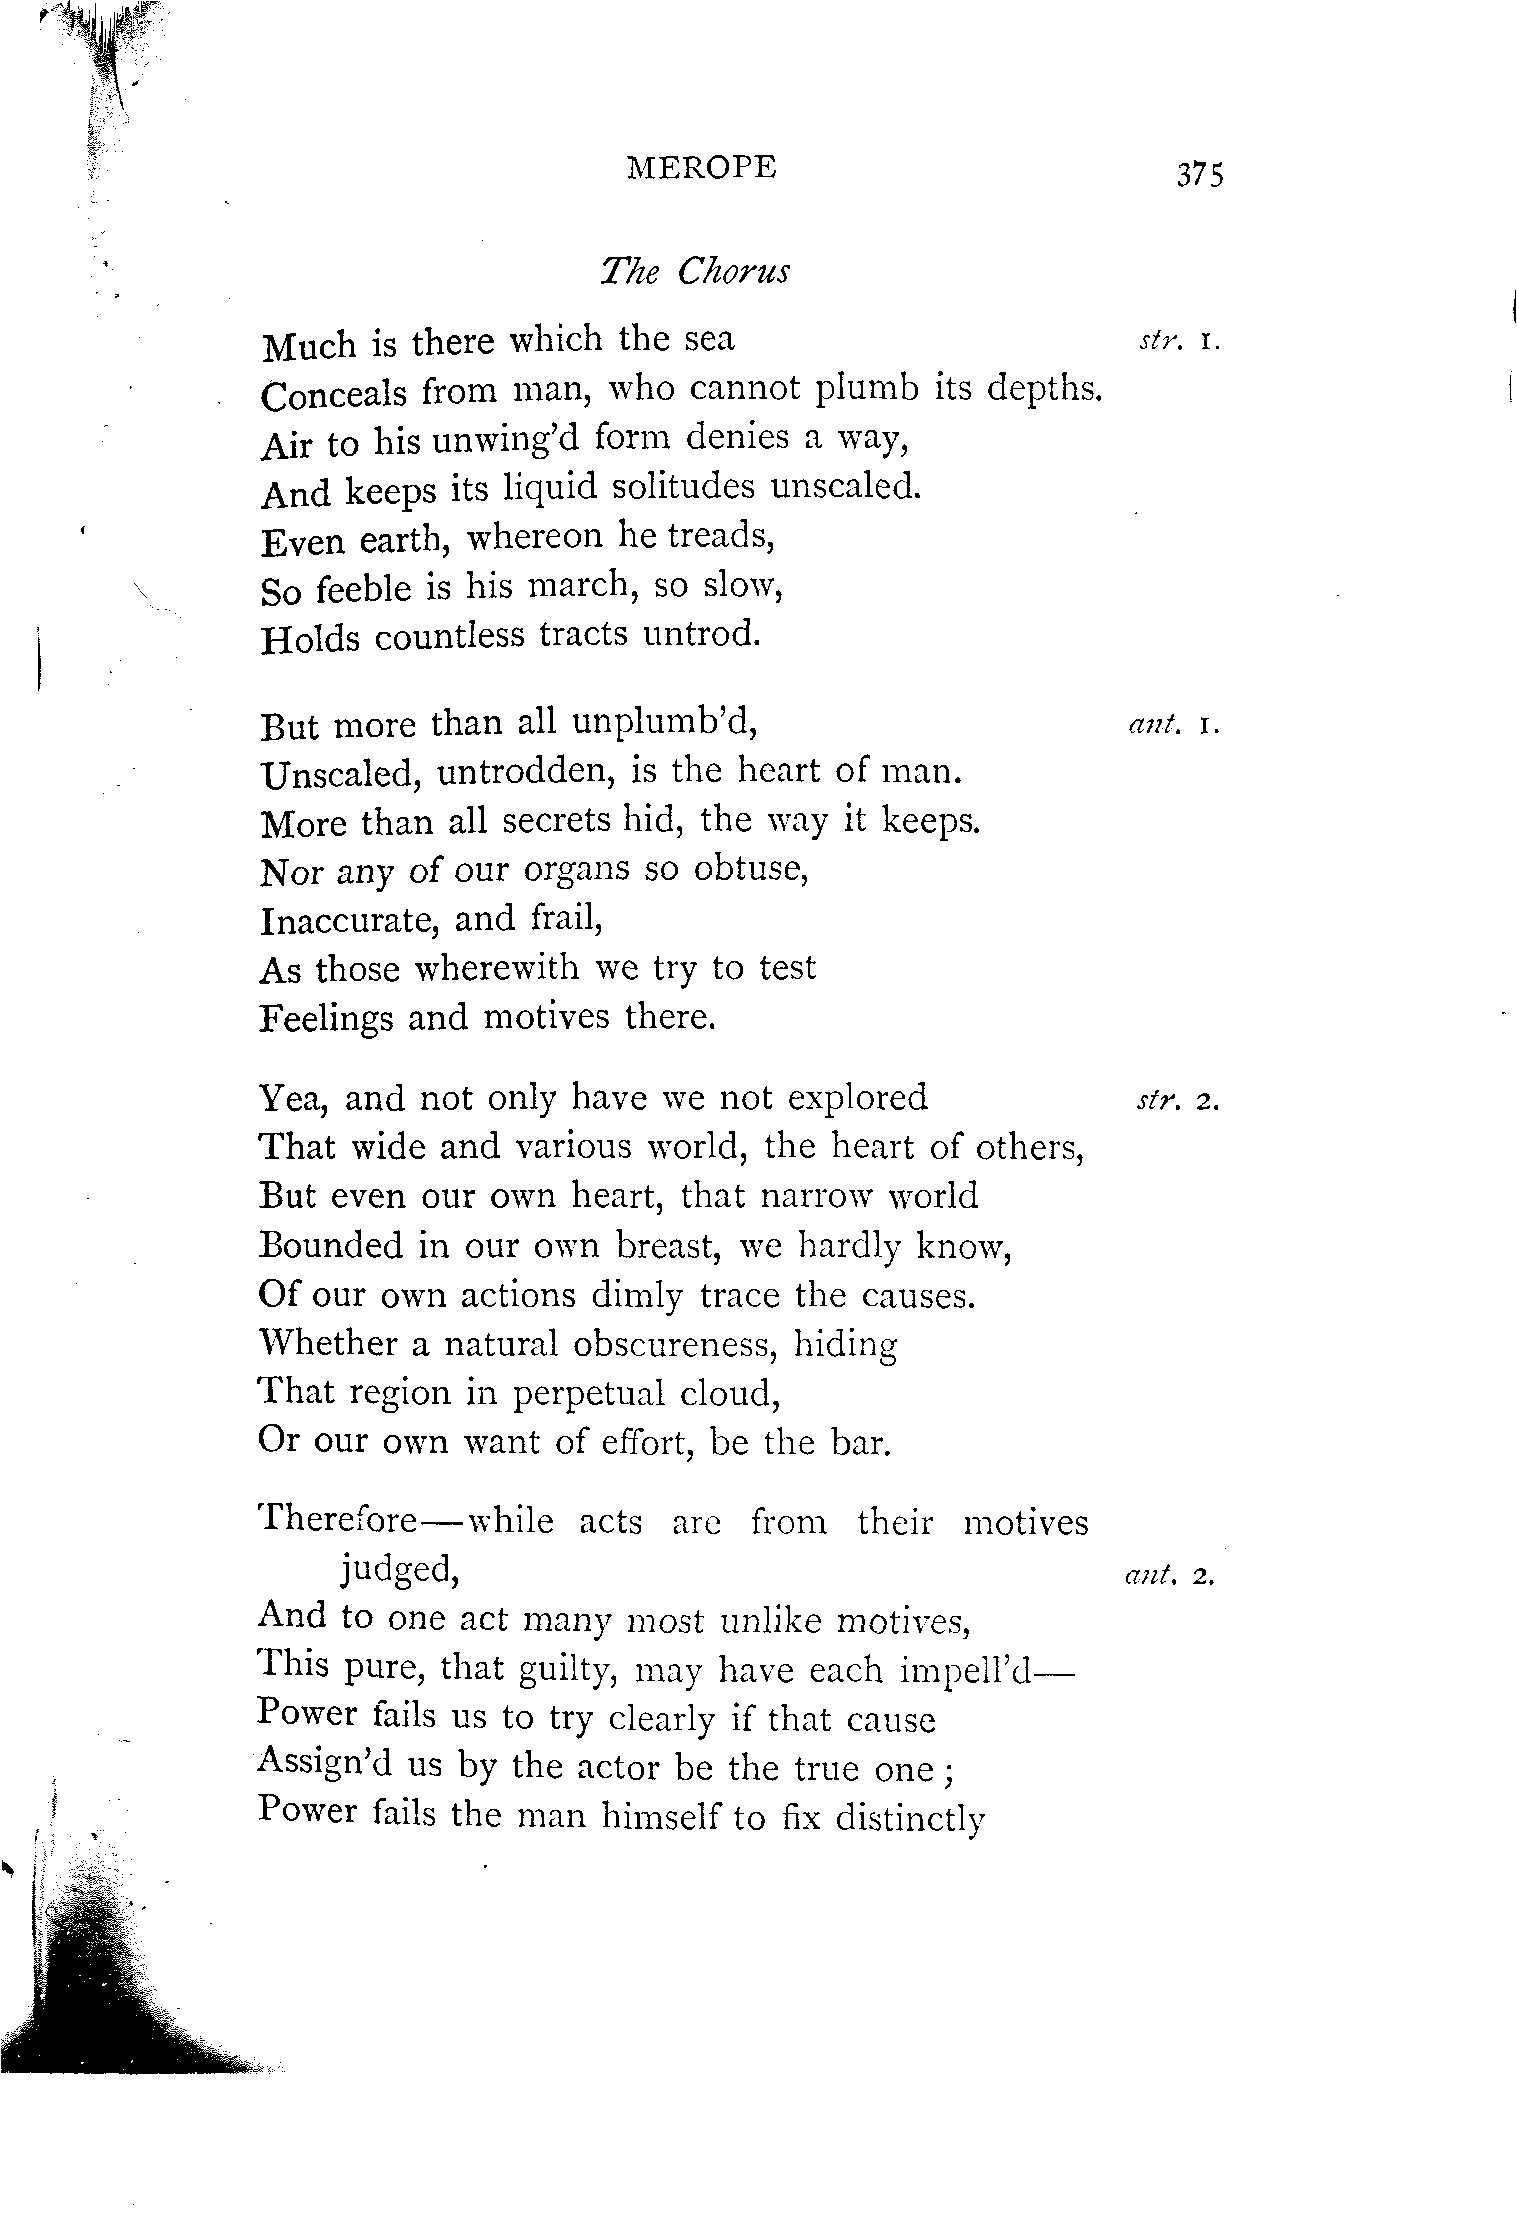 MEROPE 375
The Chorus
Much is there which the sea str. 1.
Conceals from man, who cannot plumb its depths.
Air to his unwing'd form denies a way,
And keeps its liquid solitudes unscaled.
Even earth, whereon he treads,
So feeble is his march, so slow,
Holds countless tracts untrod.
But more than all unplumb'd, ant. 1.
Unscaled, untrodden, is the heart of man.
More than all secrets hid, the way it keeps.
Nor any of our organs so obtuse,
Inaccurate, and frail,
As those wherewith we try to test
Feelings and motives there.
Yea, and not only have we not explored str. 2.
That wide and various world, the heart of others,
But even our own heart, that narrow world
Bounded in our own breast, we hardly know,
Of our own actions dimly trace the causes.
Whether a natural obscureness, hiding
That region in perpetual cloud,
Or our own want of effort, be the bar.
Therefore—while acts are from their motives
judged, ant. 2.
And to one act many most unlike motives,
This pure, that guilty, may have each impell'd—
Power fails us to try clearly if that cause
Assign'd us by the actor be the true one ;
Power fails the man himself to fix distinctly